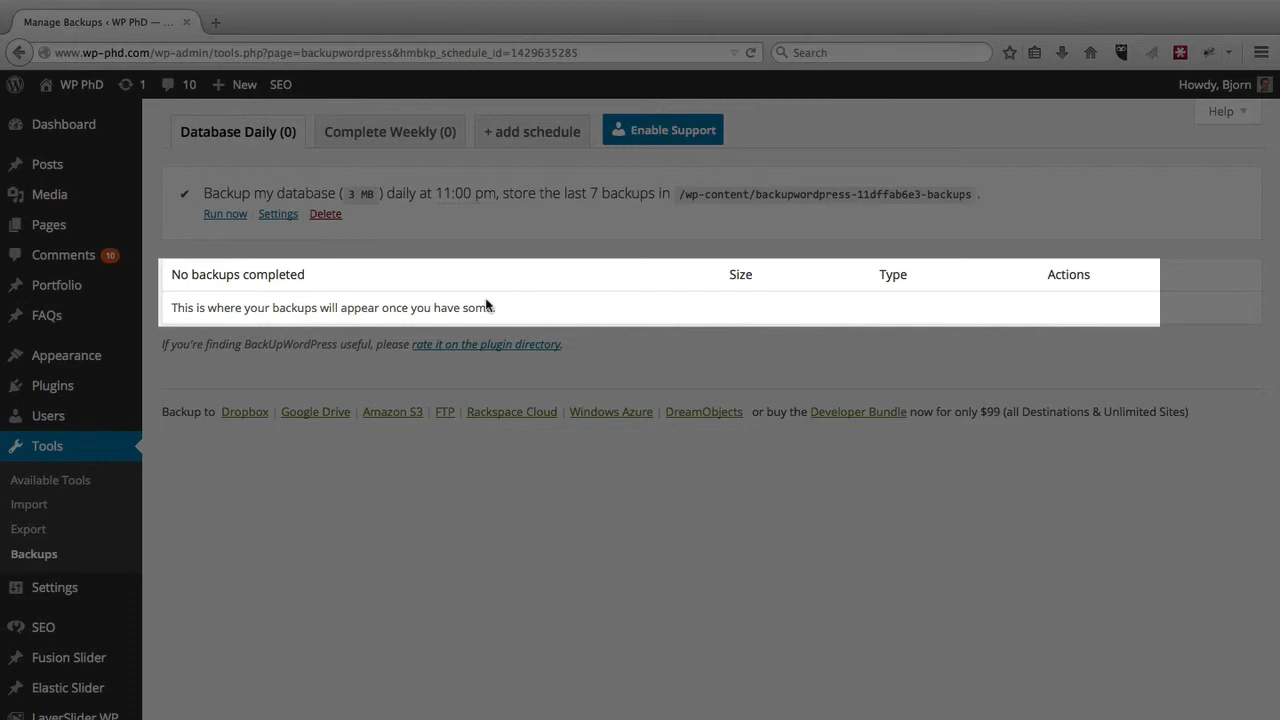 Manage Backups ‹ WP PhD — ...
www.wp-phd.com/wp-admin/tools.php?page=backupwordpress&hmbkp_schedule_id=1429635285
Search
WP PhD 1 10 New SEO
Howdy, Bjorn
Help
Dashboard
Posts
Media
Pages
Comments 10
Portfolio
FAQs
Appearance
Plugins
Users
Tools
Available Tools
Import
Export
Backups
Settings
SEO
Fusion Slider
Elastic Slider
LayerSlider WP
Database Daily (0) Complete Weekly (0) + add schedule Enable Support
Backup my database ( 3 MB ) daily at 11:00 pm, store the last 7 backups in /wp-content/backupwordpress-11dffab6e3-backups .
Run now Settings Delete
No backups completed Size Type Actions
This is where your backups will appear once you have some.
If you're finding BackUpWordPress useful, please rate it on the plugin directory.
Backup to Dropbox | Google Drive | Amazon S3 | FTP | Rackspace Cloud | Windows Azure | DreamObjects or buy the Developer Bundle now for only $99 (all Destinations & Unlimited Sites)